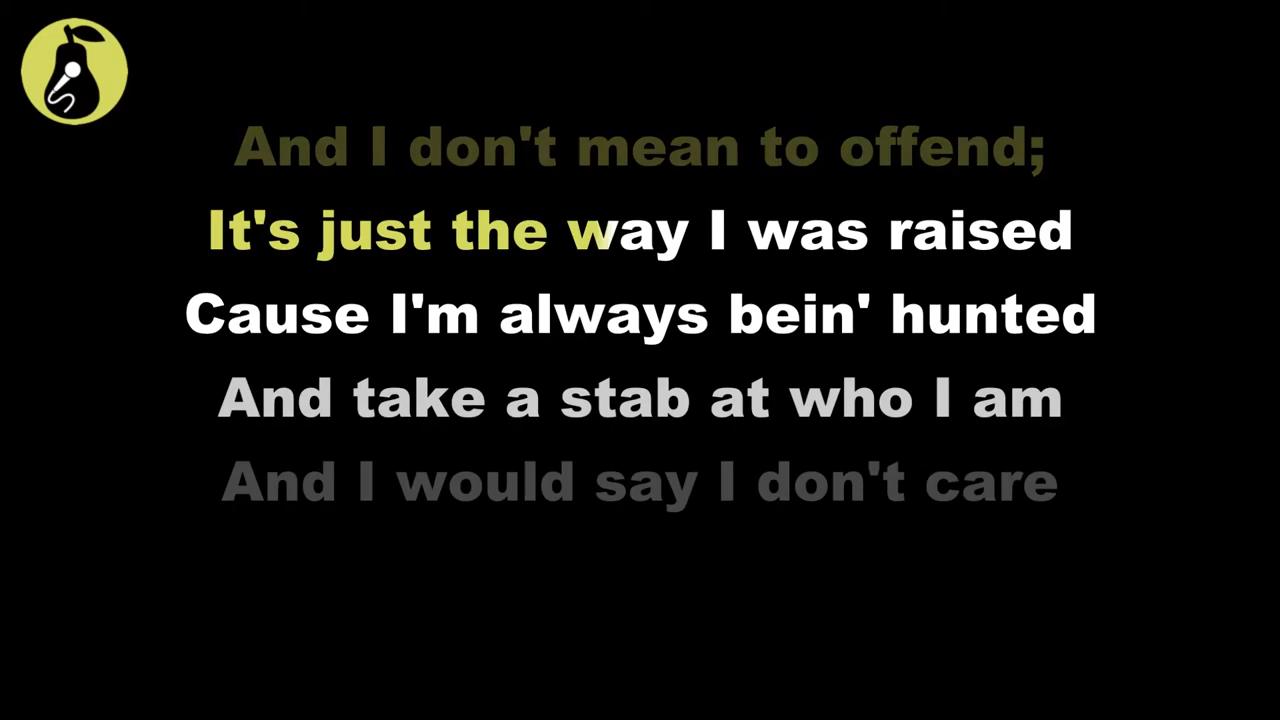 And I don't mean to offend;
It's just the way I was raised
Cause I'm always bein' hunted
And take a stab at who I am
And I would say I don't care